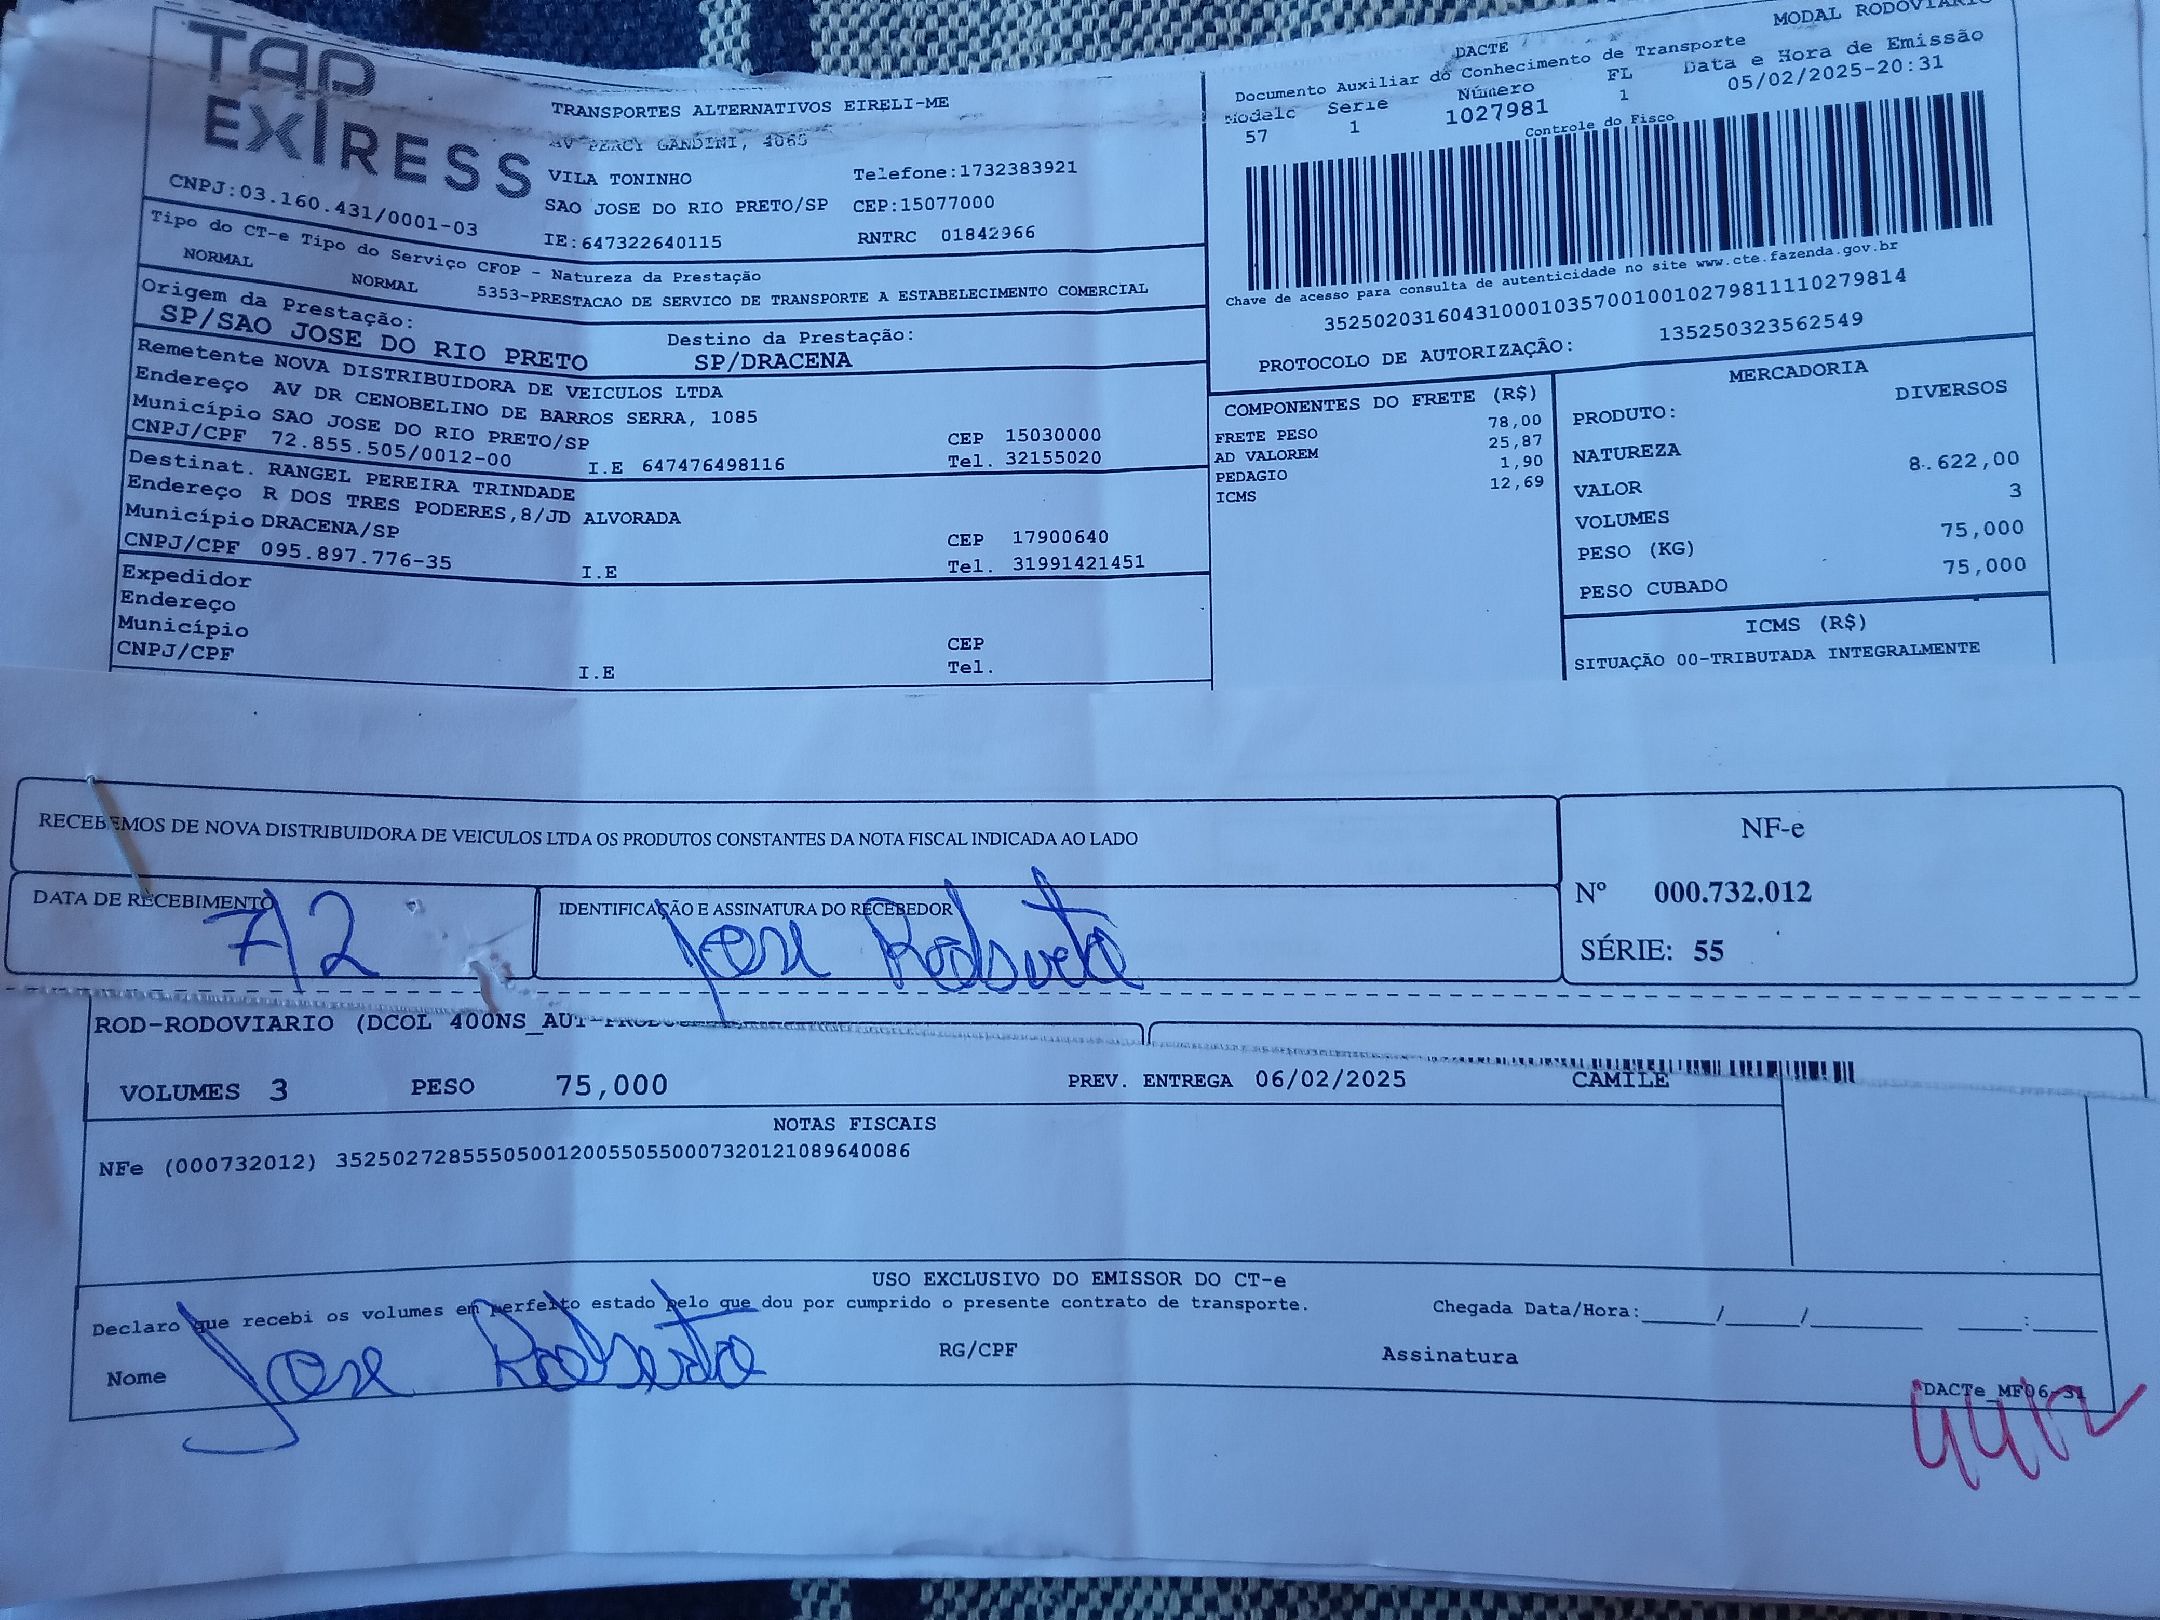 TAP
EXPRESS
CNPJ:03.160.431/0001-03
TRANSPORTES ALTERNATIVOS EIRELI-ME
AV PERCY GANDINI, 4065
VILA TONINHO Telefone:1732383921
SAO JOSE DO RIO PRETO/SP CEP:15077000
IE:647322640115 RNTRC 01842966
MODAL RODOVIARIO
DACTE
Documento Auxiliar do Conhecimento de Transporte
Modelo Serie Número FL Data e Hora de Emissão
57 1 1027981 1 05/02/2025-20:31
Controle do Fisco
Chave de acesso para consulta de autenticidade no site www.cte.fazenda.gov.br
35250203160431000103570010010279811110279814
PROTOCOLO DE AUTORIZAÇÃO: 135250323562549
Tipo do CT-e Tipo do Serviço CFOP - Natureza da Prestação
NORMAL NORMAL 5353-PRESTACAO DE SERVICO DE TRANSPORTE A ESTABELECIMENTO COMERCIAL
Origem da Prestação: Destino da Prestação:
SP/SAO JOSE DO RIO PRETO SP/DRACENA
Remetente NOVA DISTRIBUIDORA DE VEICULOS LTDA
Endereço AV DR CENOBELINO DE BARROS SERRA, 1085
Município SAO JOSE DO RIO PRETO/SP CEP 15030000
CNPJ/CPF 72.855.505/0012-00 I.E 647476498116 Tel. 32155020
Destinat. RANGEL PEREIRA TRINDADE
Endereço R DOS TRES PODERES,8/JD ALVORADA
Município DRACENA/SP CEP 17900640
CNPJ/CPF 095.897.776-35 I.E Tel. 31991421451
Expedidor
Endereço
Município CEP
CNPJ/CPF I.E Tel.
COMPONENTES DO FRETE (R$)
FRETE PESO 78,00
AD VALOREM 25,87
PEDAGIO 1,90
ICMS 12,69
MERCADORIA
PRODUTO: DIVERSOS
NATUREZA
VALOR 8.622,00
VOLUMES 3
PESO (KG) 75,000
PESO CUBADO 75,000
ICMS (R$)
SITUAÇÃO 00-TRIBUTADA INTEGRALMENTE
RECEBEMOS DE NOVA DISTRIBUIDORA DE VEICULOS LTDA OS PRODUTOS CONSTANTES DA NOTA FISCAL INDICADA AO LADO
DATA DE RECEBIMENTO
7/2
IDENTIFICAÇÃO E ASSINATURA DO RECEBEDOR
Jose Roberto
NF-e
Nº 000.732.012
SÉRIE: 55
ROD-RODOVIARIO (DCOL 400NS_AUT
VOLUMES 3 PESO 75,000 PREV. ENTREGA 06/02/2025 CAMILE
NOTAS FISCAIS
NFe (000732012) 35250272855505001200550550007320121089640086
USO EXCLUSIVO DO EMISSOR DO CT-e
Declaro que recebi os volumes em perfeito estado pelo que dou por cumprido o presente contrato de transporte. Chegada Data/Hora:____/____/______ ___:___
Nome Jose Roberto RG/CPF Assinatura
DACTe_MF06-31